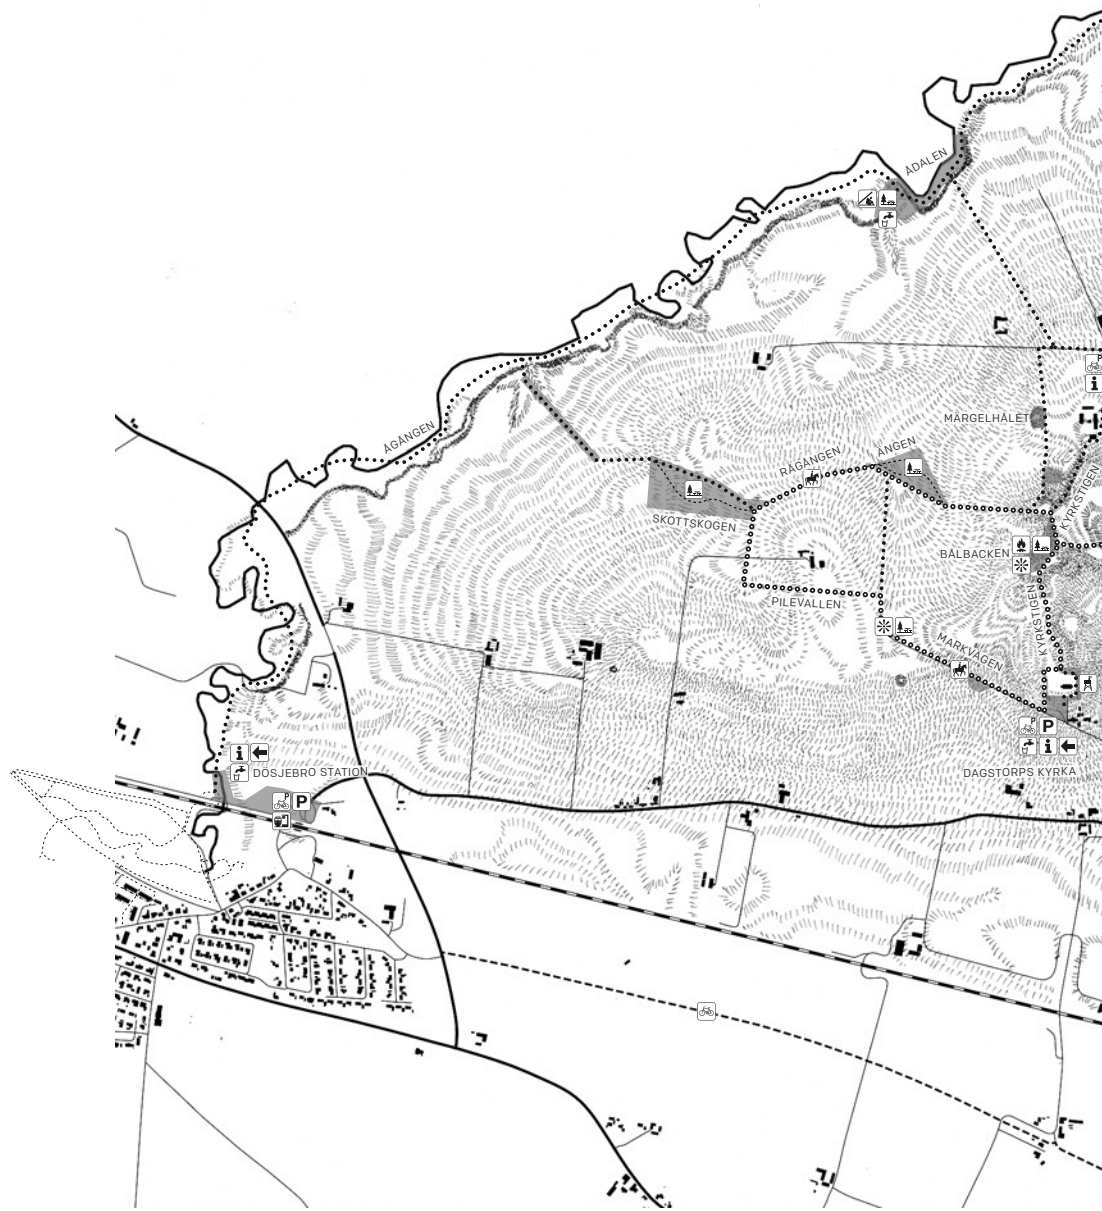 ÅDALEN
P
i
MÄRGELHÅLET
ÅGÅNGEN
RÅGÅNGEN
ÄNGEN
KYRKSTIGEN
SKOTTSKOGEN
BÅLBACKEN
PILEVALLEN
KYRKSTIGEN
MARKVÄGEN
P
P
i
DAGSTORPS KYRKA
i
DÖSJEBRO STATION
P
P